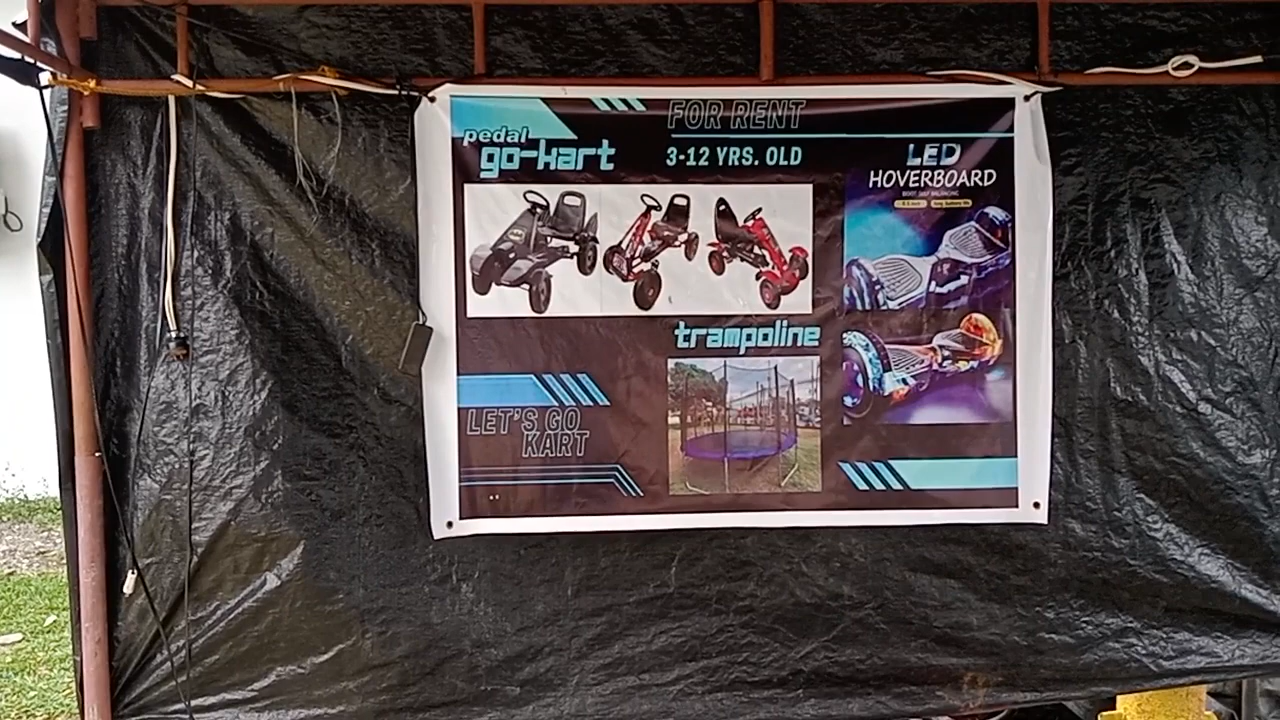 FOR RENT
pedal
go-kart
3-12 YRS. OLD
LED
HOVERBOARD
trampoline
LET'S GO
KART